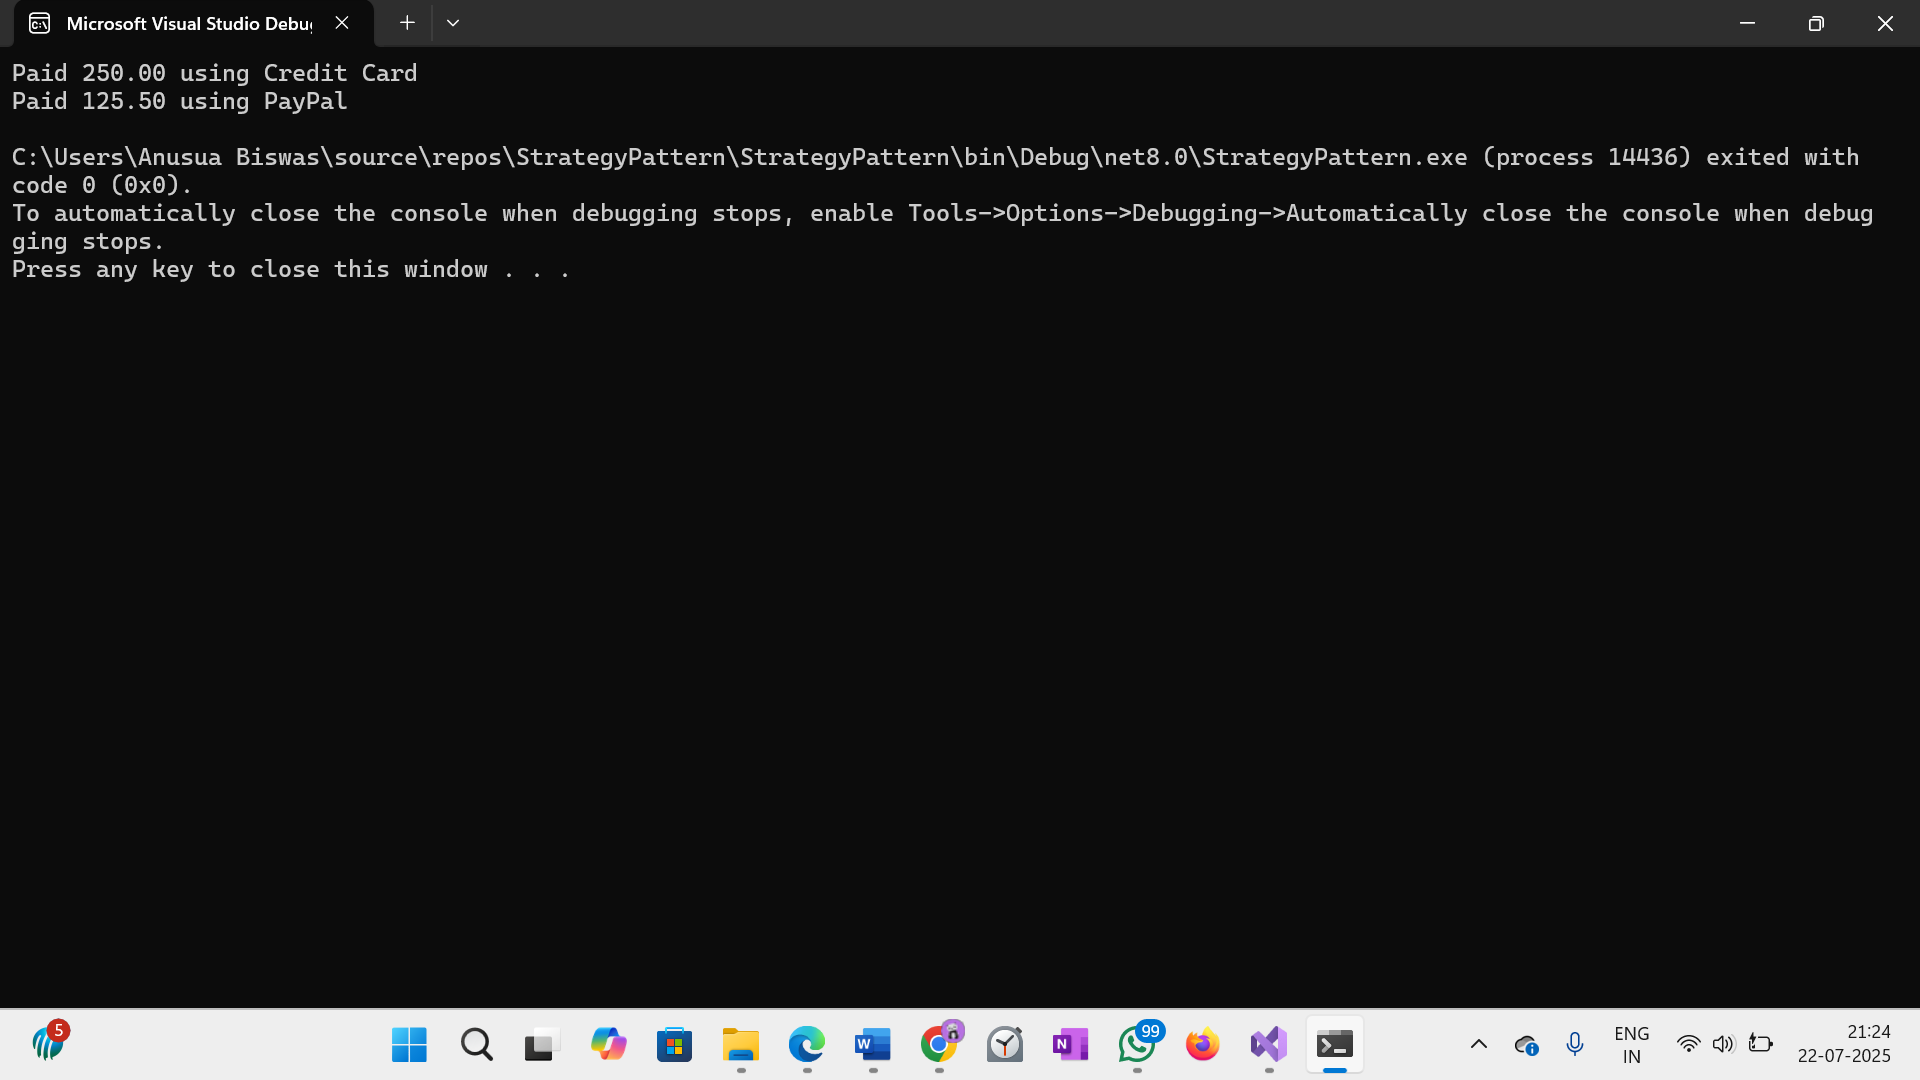 Microsoft Visual Studio Debu
Paid 250.00 using Credit Card
Paid 125.50 using PayPal
C:\Users\Anusua Biswas\source\repos\StrategyPattern\StrategyPattern\bin\Debug\net8.0\StrategyPattern.exe (process 14436) exited with
code 0 (0x0).
To automatically close the console when debugging stops, enable Tools->Options->Debugging->Automatically close the console when debug
ging stops.
Press any key to close this window . . .
5
99
ENG
IN
21:24
22-07-2025